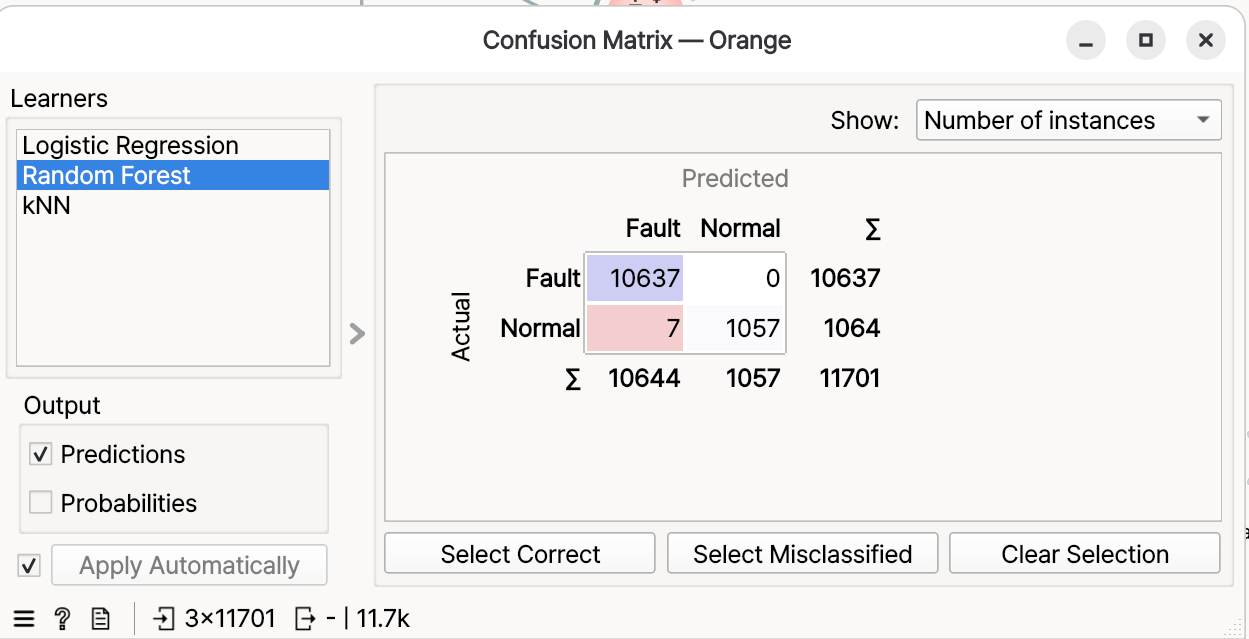 Confusion Matrix — Orange
Learners
Logistic Regression
Random Forest
kNN
Output
Predictions
Probabilities
Apply Automatically
Show: Number of instances
Predicted
Fault Normal Σ
Actual
Fault 10637 0 10637
Normal 7 1057 1064
Σ 10644 1057 11701
Select Correct Select Misclassified Clear Selection
3×11701 - | 11.7k